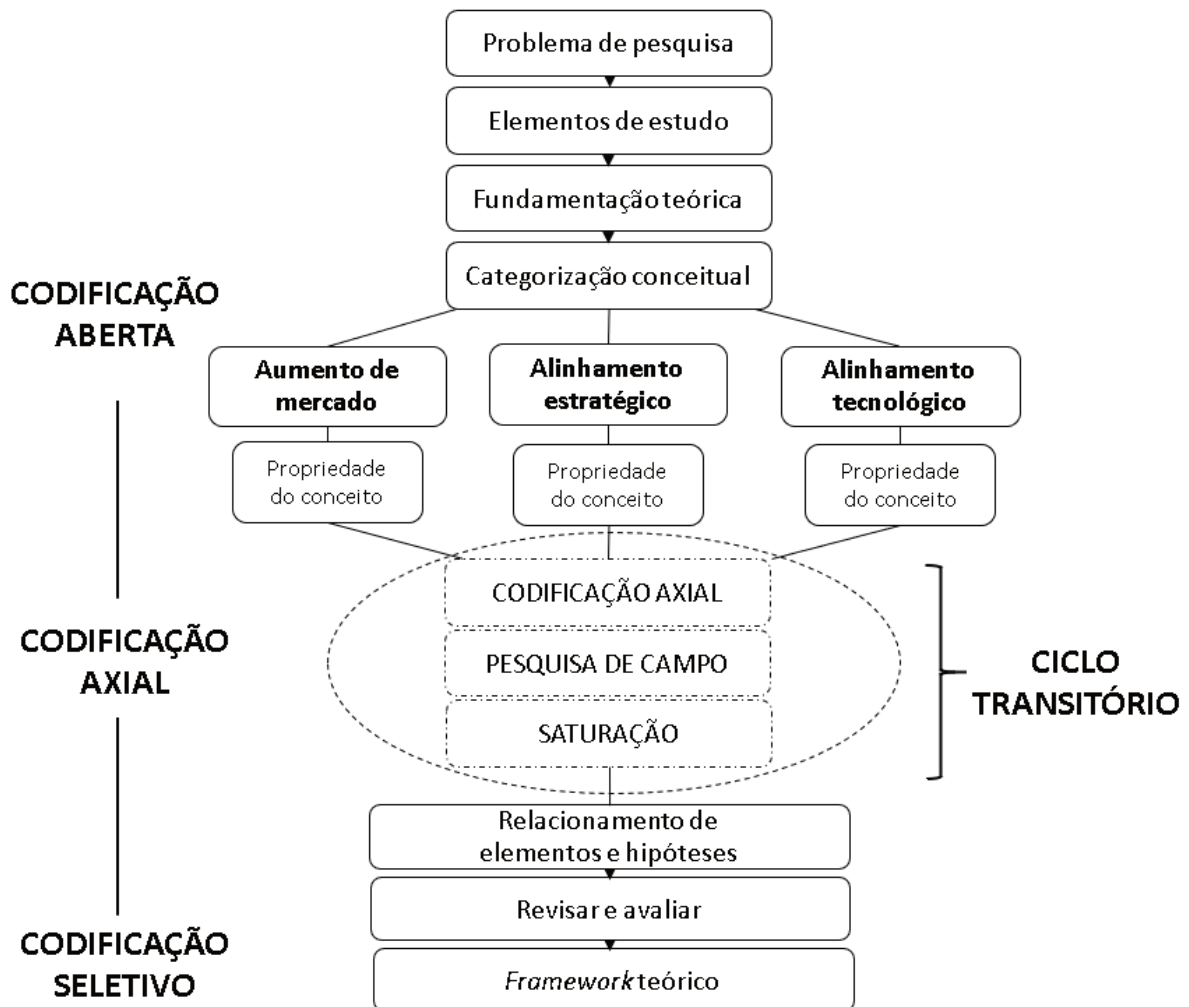 Problema de pesquisa
Elementos de estudo
Fundamentação teórica
Categorização conceitual
CODIFICAÇÃO
ABERTA
Aumento de
mercado
Alinhamento
estratégico
Alinhamento
tecnológico
Propriedade
do conceito
Propriedade
do conceito
Propriedade
do conceito
CODIFICAÇÃO
AXIAL
CODIFICAÇÃO AXIAL
PESQUISA DE CAMPO
SATURAÇÃO
CICLO
TRANSITÓRIO
Relacionamento de
elementos e hipóteses
Revisar e avaliar
CODIFICAÇÃO
SELETIVO
Framework teórico